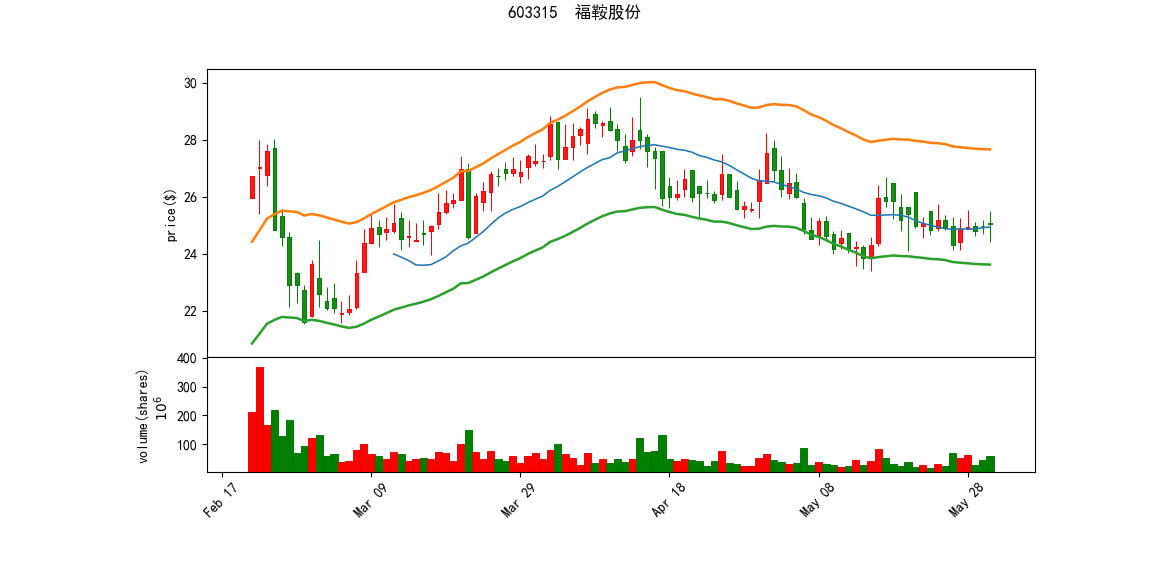 603315 福鞍股份
30
28
26
24
22
price($)
400
300
200
100
volume(shares)
10^6
Feb 17
Mar 09
Mar 29
Apr 18
May 08
May 28